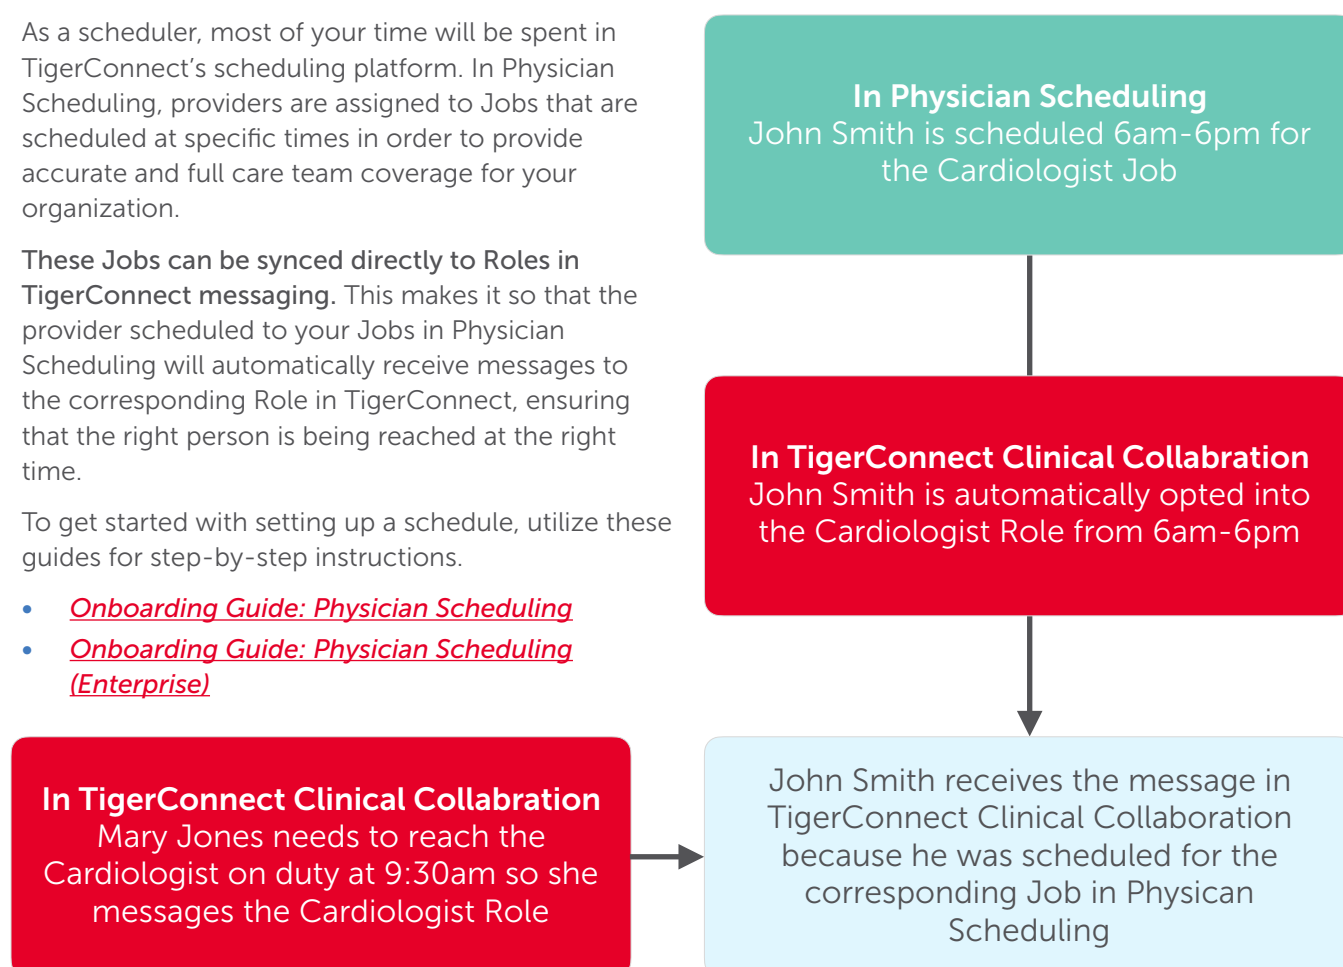 As a scheduler, most of your time will be spent in
TigerConnect's scheduling platform. In Physician
Scheduling, providers are assigned to Jobs that are
scheduled at specific times in order to provide
accurate and full care team coverage for your
organization.
These Jobs can be synced directly to Roles in
TigerConnect messaging. This makes it so that the
provider scheduled to your Jobs in Physician
Scheduling will automatically receive messages to
the corresponding Role in TigerConnect, ensuring
that the right person is being reached at the right
time.
To get started with setting up a schedule, utilize these
guides for step-by-step instructions.
• Onboarding Guide: Physician Scheduling
• Onboarding Guide: Physician Scheduling
(Enterprise)
In Physician Scheduling
John Smith is scheduled 6am-6pm for
the Cardiologist Job
In TigerConnect Clinical Collabration
John Smith is automatically opted into
the Cardiologist Role from 6am-6pm
In TigerConnect Clinical Collabration
Mary Jones needs to reach the
Cardiologist on duty at 9:30am so she
messages the Cardiologist Role
John Smith receives the message in
TigerConnect Clinical Collaboration
because he was scheduled for the
corresponding Job in Physican
Scheduling